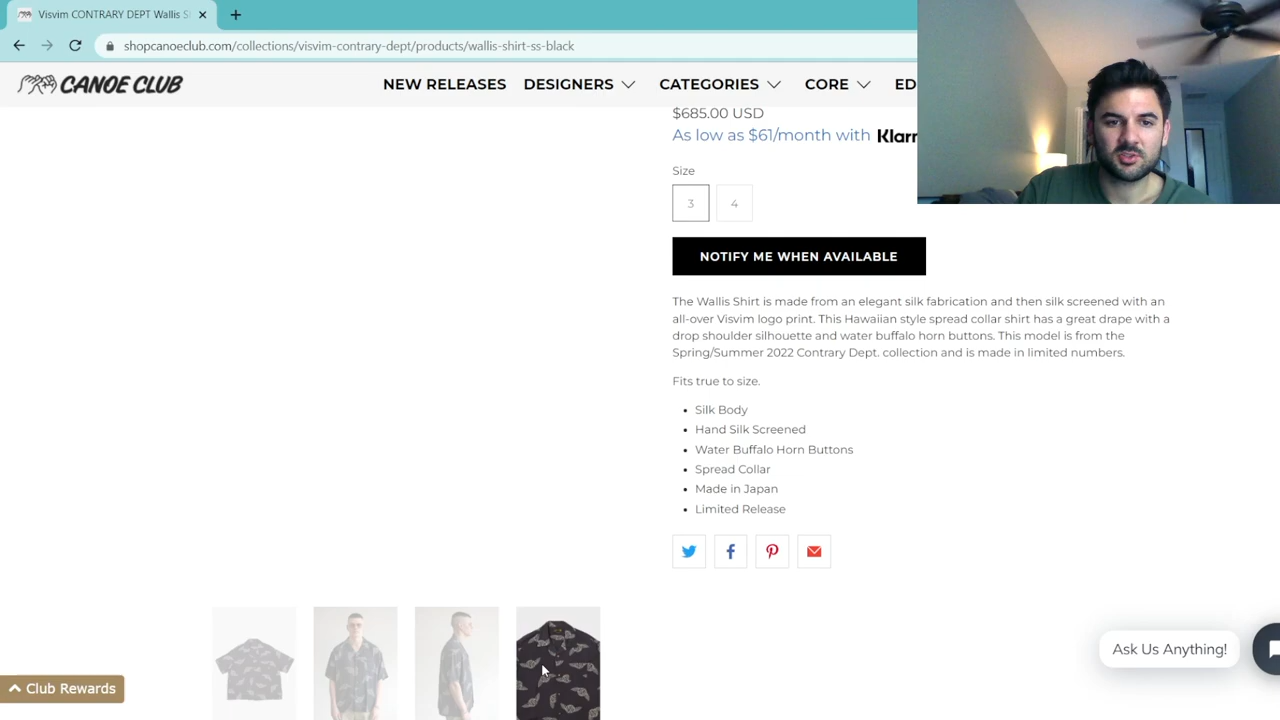 Visvim CONTRARY DEPT Wallis S
shopcanoeclub.com/collections/visvim-contrary-dept/products/wallis-shirt-ss-black
CANOE CLUB
NEW RELEASES
DESIGNERS
CATEGORIES
CORE
ED
$685.00 USD
As low as $61/month with Klarn
Size
3
4
NOTIFY ME WHEN AVAILABLE
The Wallis Shirt is made from an elegant silk fabrication and then silk screened with an
all-over Visvim logo print. This Hawaiian style spread collar shirt has a great drape with a
drop shoulder silhouette and water buffalo horn buttons. This model is from the
Spring/Summer 2022 Contrary Dept. collection and is made in limited numbers.
Fits true to size.
• Silk Body
• Hand Silk Screened
• Water Buffalo Horn Buttons
• Spread Collar
• Made in Japan
• Limited Release
Ask Us Anything!
Club Rewards